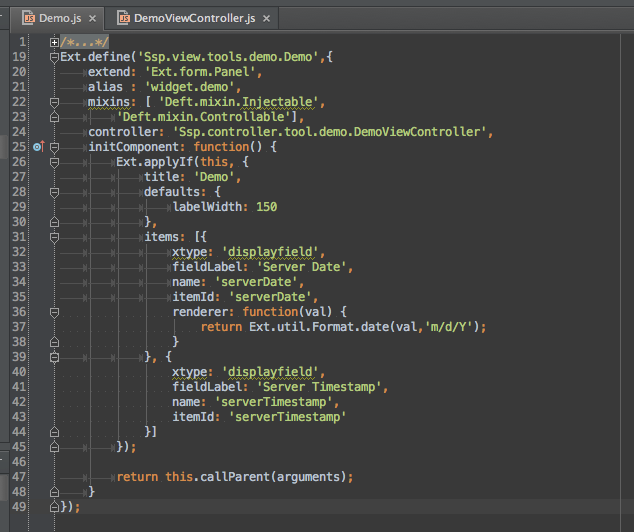 Demo.js DemoViewController.js
1 /*...*/
19 Ext.define('Ssp.view.tools.demo.Demo',{
20 extend: 'Ext.form.Panel',
21 alias : 'widget.demo',
22 mixins: [ 'Deft.mixin.Injectable',
23 'Deft.mixin.Controllable'],
24 controller: 'Ssp.controller.tool.demo.DemoViewController',
25 initComponent: function() {
26 Ext.applyIf(this, {
27 title: 'Demo',
28 defaults: {
29 labelWidth: 150
30 },
31 items: [{
32 xtype: 'displayfield',
33 fieldLabel: 'Server Date',
34 name: 'serverDate',
35 itemId: 'serverDate',
36 renderer: function(val) {
37 return Ext.util.Format.date(val,'m/d/Y');
38 }
39 }, {
40 xtype: 'displayfield',
41 fieldLabel: 'Server Timestamp',
42 name: 'serverTimestamp',
43 itemId: 'serverTimestamp'
44 }]
45 });
46
47 return this.callParent(arguments);
48 }
49 });